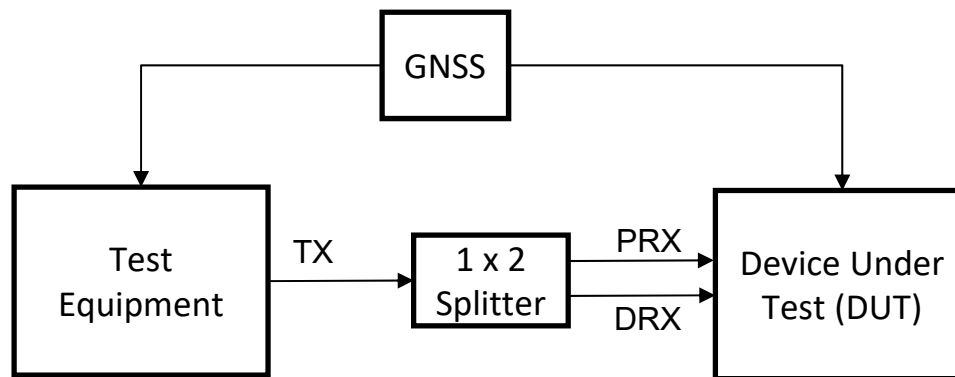 GNSS
Test
Equipment
TX
1 x 2
Splitter
PRX
DRX
Device Under
Test (DUT)